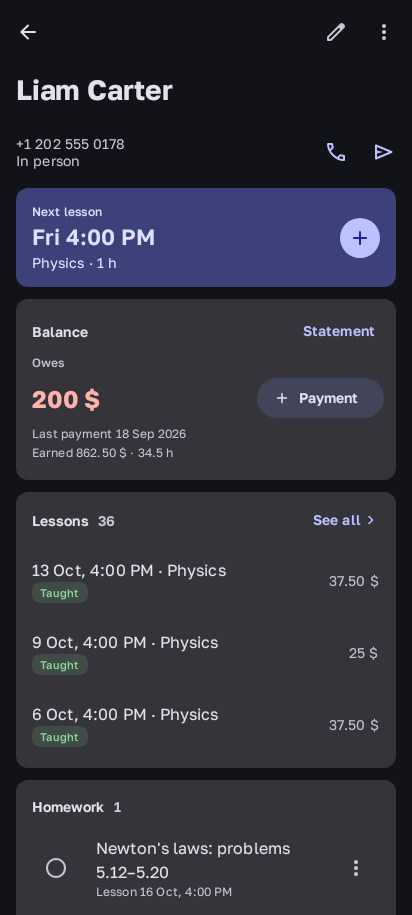 Liam Carter
+1 202 555 0178
In person
Next lesson
Fri 4:00 PM
Physics · 1 h
Balance
Statement
Owes
200 $
Payment
Last payment 18 Sep 2026
Earned 862.50 $ · 34.5 h
Lessons 36
See all
13 Oct, 4:00 PM · Physics
37.50 $
Taught
9 Oct, 4:00 PM · Physics
25 $
Taught
6 Oct, 4:00 PM · Physics
37.50 $
Taught
Homework 1
Newton's laws: problems
5.12–5.20
Lesson 16 Oct, 4:00 PM